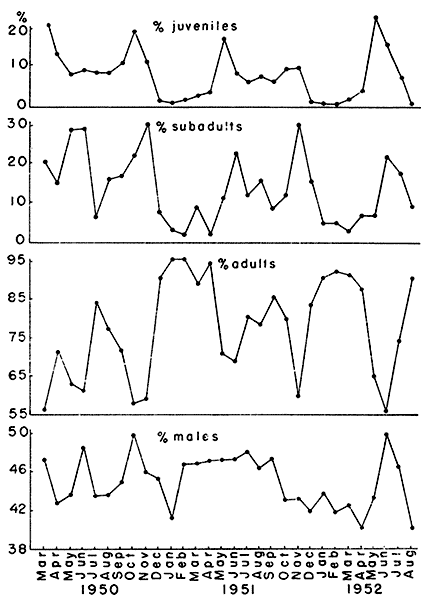 %
% juveniles
20
10
0
% subadults
30
20
10
0
% adults
95
85
75
65
55
% males
50
46
42
38
Mar Apr May Jun Jul Aug Sep Oct Nov Dec Jan Feb Mar Apr May Jun Jul Aug Sep Oct Nov Dec Jan Feb Mar Apr May Jun Jul Aug
1950 1951 1952